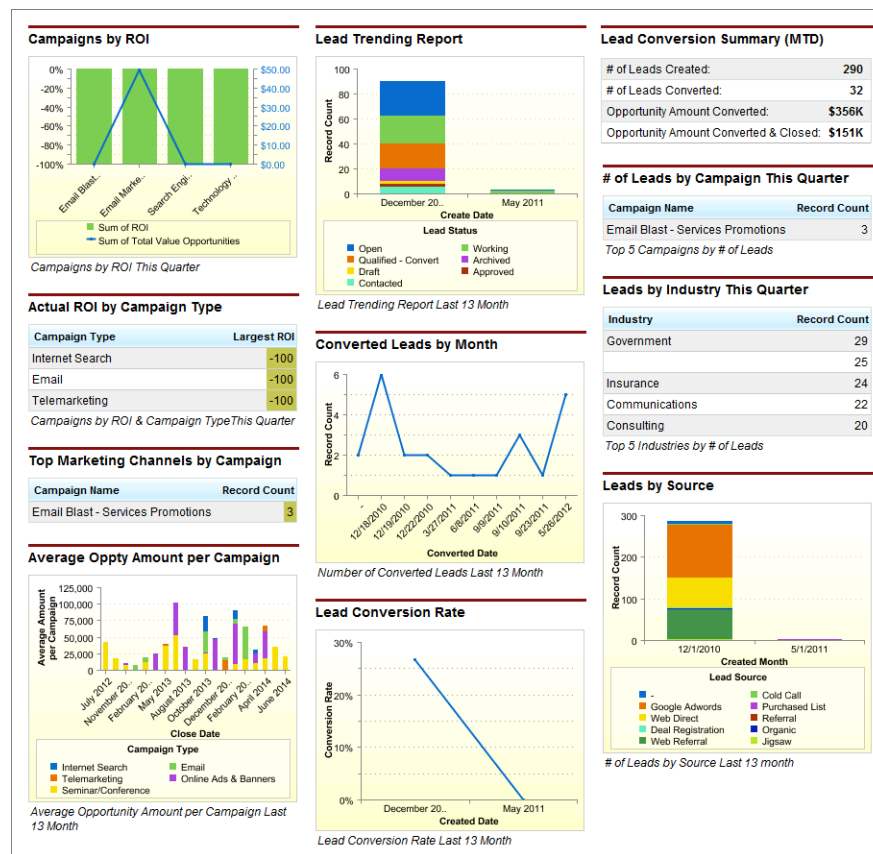 Campaigns by ROI
0%
-20%
-40%
-60%
-80%
-100%
$50.00
$40.00
$30.00
$20.00
$10.00
$0.00
Email Blast..
Email Marke..
Search Engi..
Technology ..
Sum of ROI
Sum of Total Value Opportunities
Campaigns by ROI This Quarter
Actual ROI by Campaign Type
Campaign Type Largest ROI
Internet Search -100
Email -100
Telemarketing -100
Campaigns by ROI & Campaign TypeThis Quarter
Top Marketing Channels by Campaign
Campaign Name Record Count
Email Blast - Services Promotions 3
Average Oppty Amount per Campaign
Average Amount
per Campaign
125,000
100,000
75,000
50,000
25,000
0
July 2012
November 20..
February 20..
May 2013
August 2013
October 2013
December 20..
February 20..
April 2014
June 2014
Close Date
Campaign Type
Internet Search Email
Telemarketing Online Ads & Banners
Seminar/Conference
Average Opportunity Amount per Campaign Last
13 Month
Lead Trending Report
Record Count
100
80
60
40
20
0
December 20.. May 2011
Create Date
Lead Status
Open Working
Qualified - Convert Archived
Draft Approved
Contacted
Lead Trending Report Last 13 Month
Converted Leads by Month
Record Count
6
4
2
0
-
12/18/2010
12/19/2010
12/22/2010
3/27/2011
6/8/2011
9/9/2011
9/10/2011
9/23/2011
5/26/2012
Converted Date
Number of Converted Leads Last 13 Month
Lead Conversion Rate
Conversion Rate
30%
20%
10%
0%
December 20.. May 2011
Created Date
Lead Conversion Rate Last 13 Month
Lead Conversion Summary (MTD)
# of Leads Created: 290
# of Leads Converted: 32
Opportunity Amount Converted: $356K
Opportunity Amount Converted & Closed: $151K
# of Leads by Campaign This Quarter
Campaign Name Record Count
Email Blast - Services Promotions 3
Top 5 Campaigns by # of Leads
Leads by Industry This Quarter
Industry Record Count
Government 29
25
Insurance 24
Communications 22
Consulting 20
Top 5 Industries by # of Leads
Leads by Source
Record Count
300
200
100
0
12/1/2010 5/1/2011
Created Month
Lead Source
- Cold Call
Google Adwords Purchased List
Web Direct Referral
Deal Registration Organic
Web Referral Jigsaw
# of Leads by Source Last 13 month